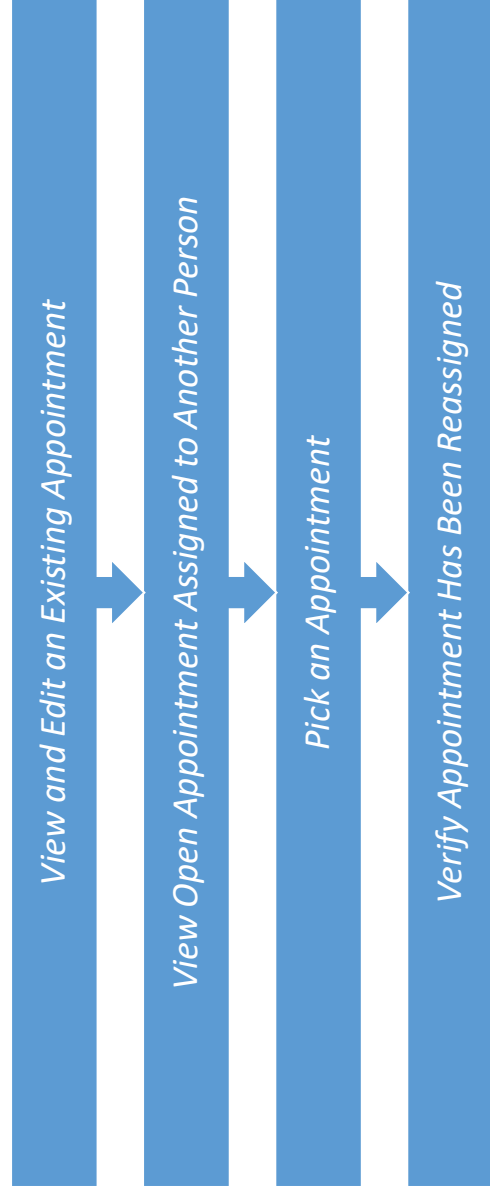 View and Edit an Existing Appointment
View Open Appointment Assigned to Another Person
Pick an Appointment
Verify Appointment Has Been Reassigned